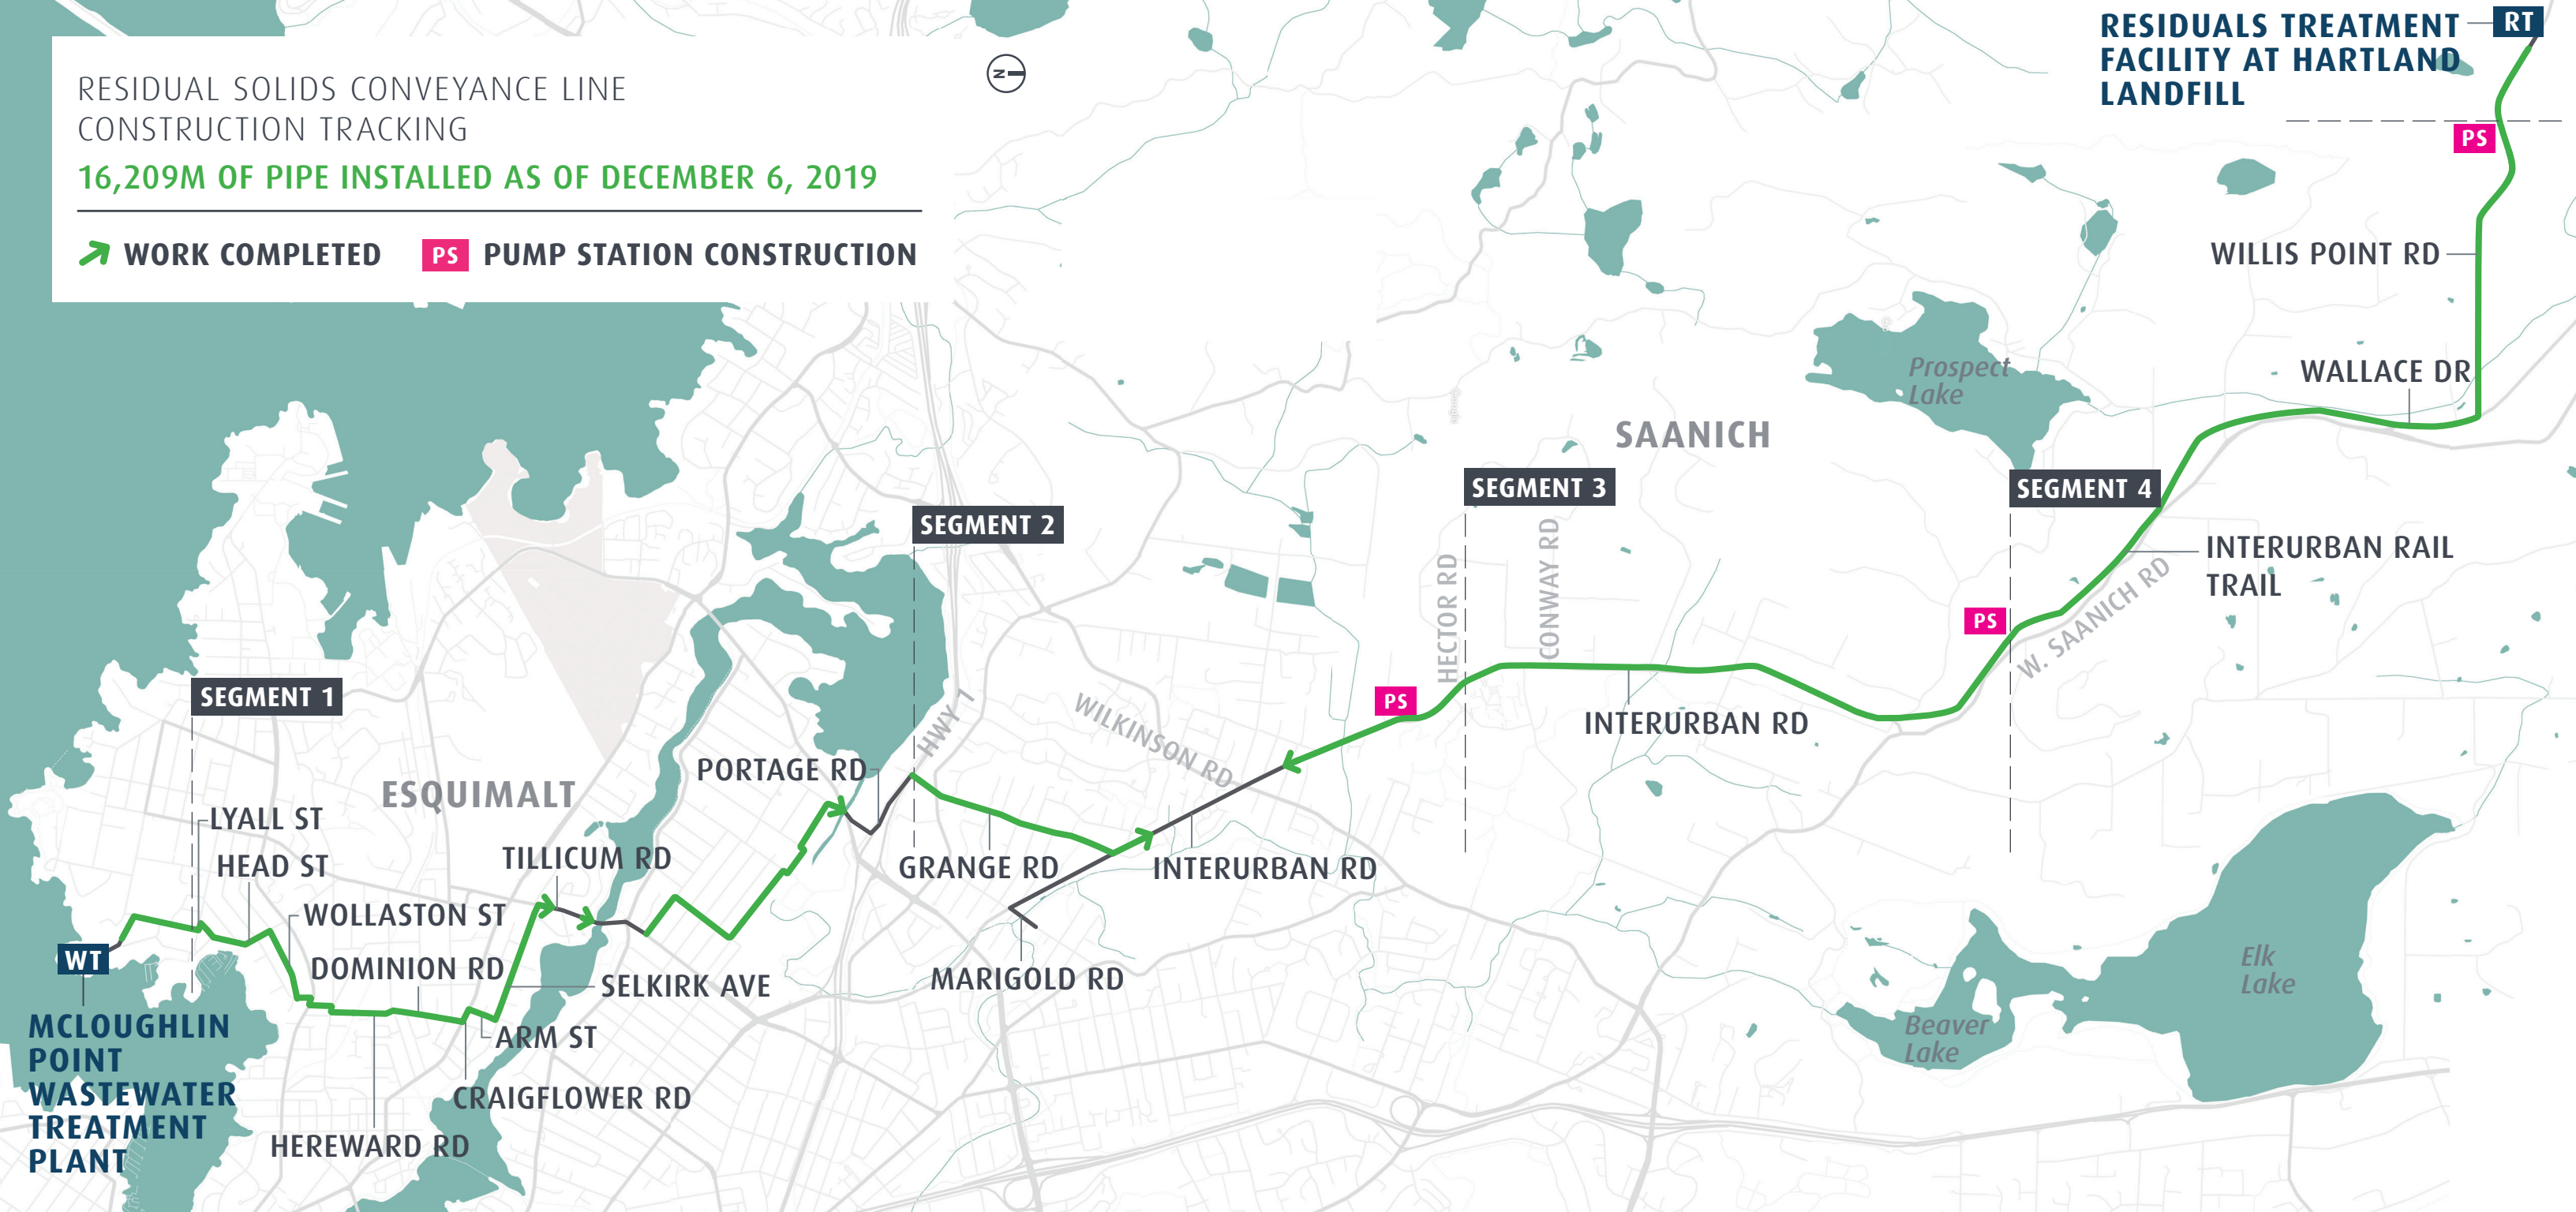 RESIDUAL SOLIDS CONVEYANCE LINE
CONSTRUCTION TRACKING
16,209M OF PIPE INSTALLED AS OF DECEMBER 6, 2019
WORK COMPLETED
PS PUMP STATION CONSTRUCTION
N
RESIDUALS TREATMENT
FACILITY AT HARTLAND
LANDFILL
RT
PS
WILLIS POINT RD
WALLACE DR
Prospect
Lake
SAANICH
SEGMENT 3
SEGMENT 4
SEGMENT 2
INTERURBAN RAIL
TRAIL
W. SAANICH RD
HECTOR RD
CONWAY RD
PS
PS
SEGMENT 1
HWY 1
WILKINSON RD
INTERURBAN RD
PORTAGE RD
ESQUIMALT
LYALL ST
HEAD ST
TILLICUM RD
GRANGE RD
INTERURBAN RD
WOLLASTON ST
WT
DOMINION RD
SELKIRK AVE
MARIGOLD RD
Elk
Lake
Beaver
Lake
MCLOUGHLIN
POINT
WASTEWATER
TREATMENT
PLANT
ARM ST
CRAIGFLOWER RD
HEREWARD RD